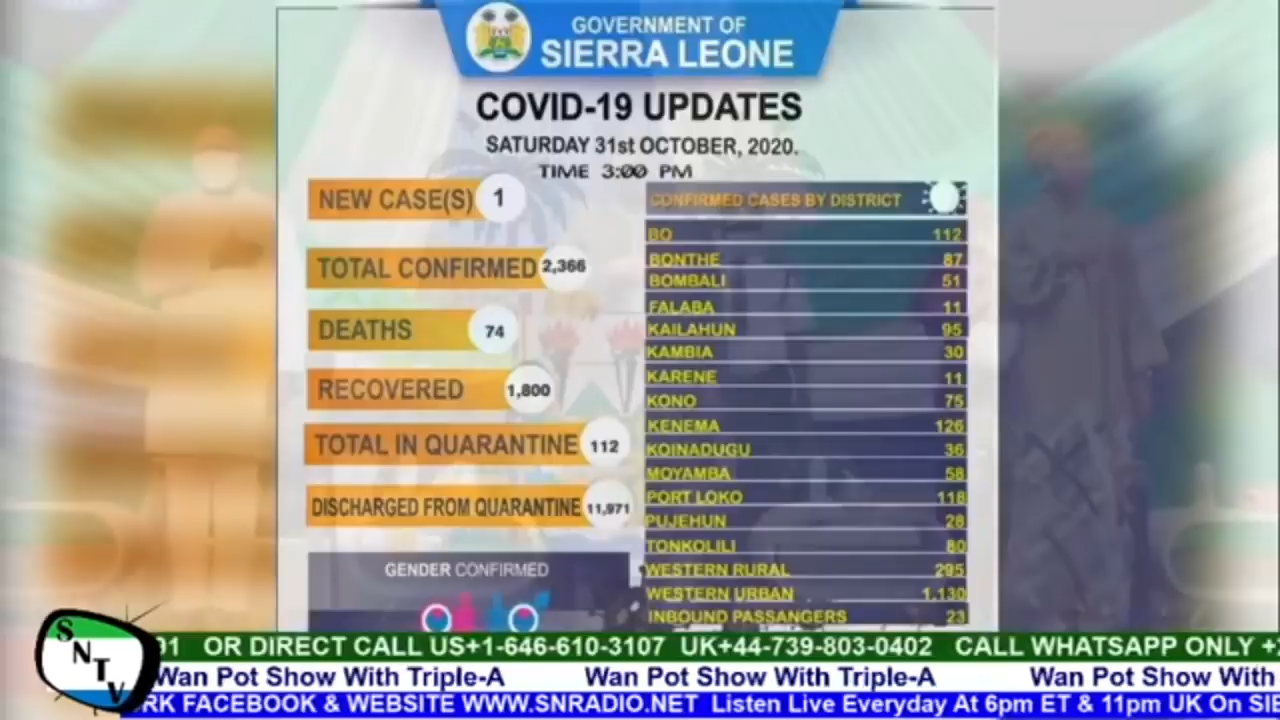 GOVERNMENT OF
SIERRA LEONE
COVID-19 UPDATES
SATURDAY 31st OCTOBER, 2020.
TIME 3:00 PM
NEW CASE(S) 1
TOTAL CONFIRMED 2,366
DEATHS 74
RECOVERED 1,800
TOTAL IN QUARANTINE 112
DISCHARGED FROM QUARANTINE 11,971
GENDER CONFIRMED
CONFIRMED CASES BY DISTRICT
BO 112
BONTHE 87
BOMBALI 51
FALABA 11
KAILAHUN 95
KAMBIA 30
KARENE 11
KONO 75
KENEMA 126
KOINADUGU 36
MOYAMBA 58
PORT LOKO 118
PUJEHUN 28
TONKOLILI 80
WESTERN RURAL 295
WESTERN URBAN 1,130
INBOUND PASSANGERS 23
SNTV
91 OR DIRECT CALL US+1-646-610-3107 UK+44-739-803-0402 CALL WHATSAPP ONLY +
Wan Pot Show With Triple-A Wan Pot Show With Triple-A Wan Pot Show With
RK FACEBOOK & WEBSITE WWW.SNRADIO.NET Listen Live Everyday At 6pm ET & 11pm UK On SIE